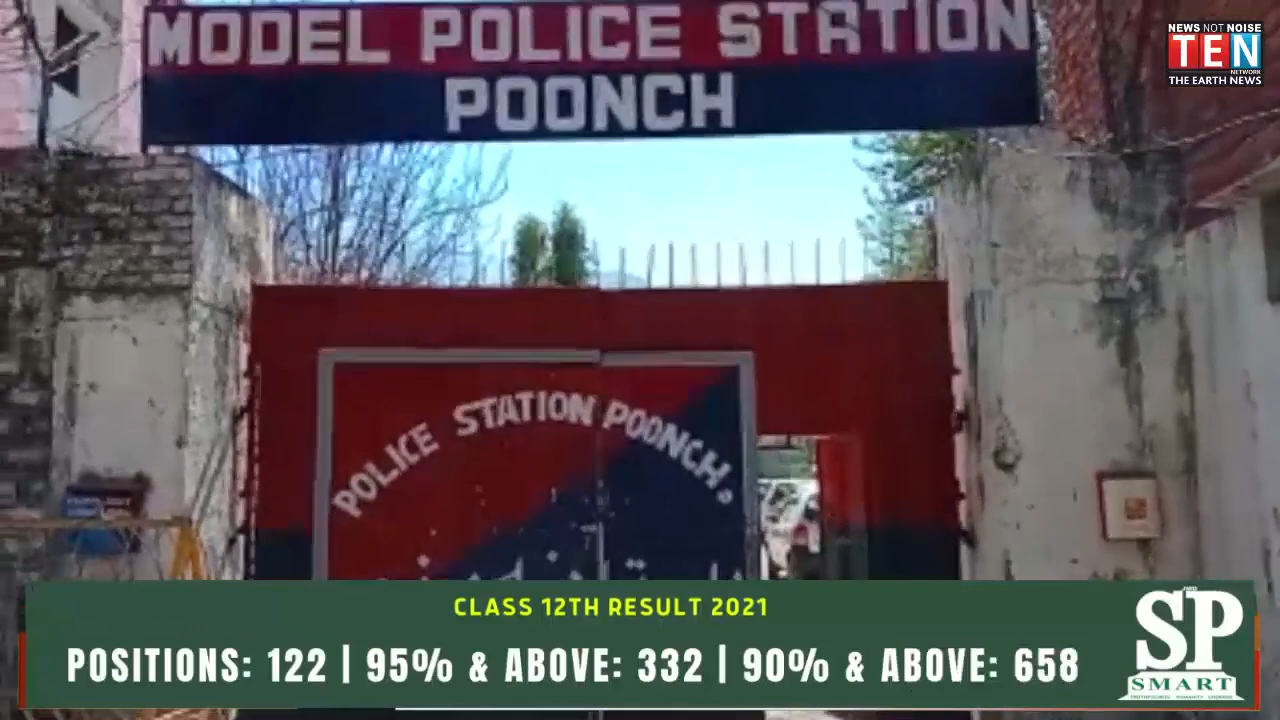 MODEL POLICE STATION
POONCH
NEWS NOT NOISE
TEN
NETWORK
THE EARTH NEWS
POLICE STATION POONCH.
CLASS 12TH RESULT 2021
POSITIONS: 122 | 95% & ABOVE: 332 | 90% & ABOVE: 658
SP
SMART